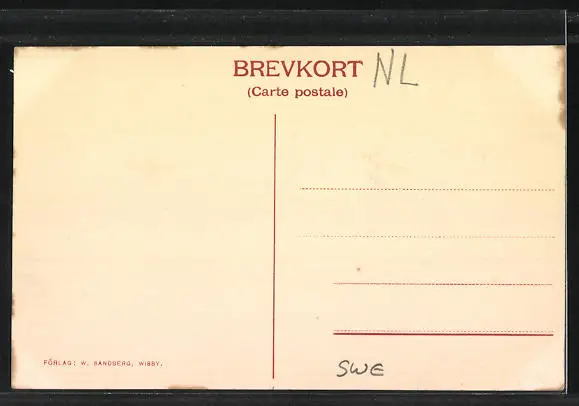 BREVKORT NL
(Carte postale)
FÖRLAG: W. SANDBERG, WISBY.
SWE